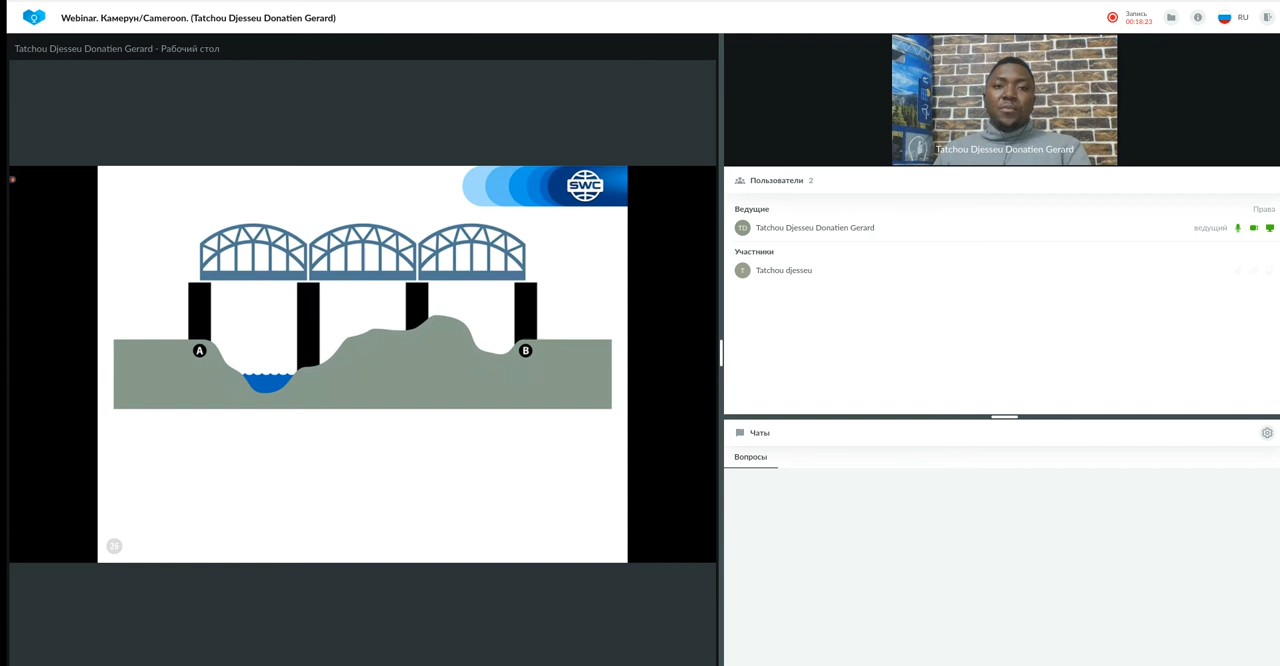 Webinar. Камерун/Cameroon. (Tatchou Djesseu Donatien Gerard)
Запись
00:18:23
RU
Tatchou Djesseu Donatien Gerard - Рабочий стол
SWC
A
B
26
Tatchou Djesseu Donatien Gerard
Пользователи 2
Ведущие Права
TD Tatchou Djesseu Donatien Gerard ведущий
Участники
T Tatchou djesseu
Чаты
Вопросы